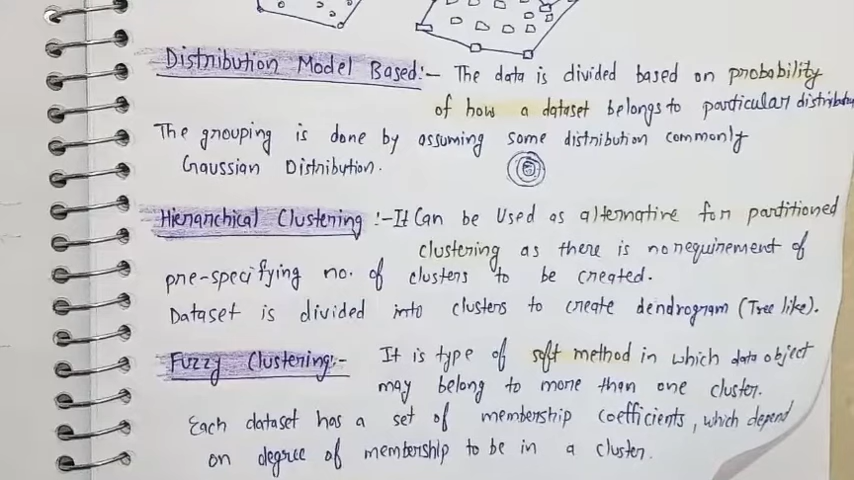 Distribution Model Based:- The data is divided based on probability
of how a dataset belongs to particular distributi
The grouping is done by assuming some distribution commonly
Gaussian Distribution.
Hierarchical Clustering :- It Can be Used as alternative for partitioned
clustering as there is no requirement of
pre-specifying no. of clusters to be created.
Dataset is divided into clusters to create dendrogram (Tree like).
Fuzzy Clustering:- It is type of soft method in which data object
may belong to more than one cluster.
Each dataset has a set of membership coefficients, which depend
on degree of membership to be in a cluster.